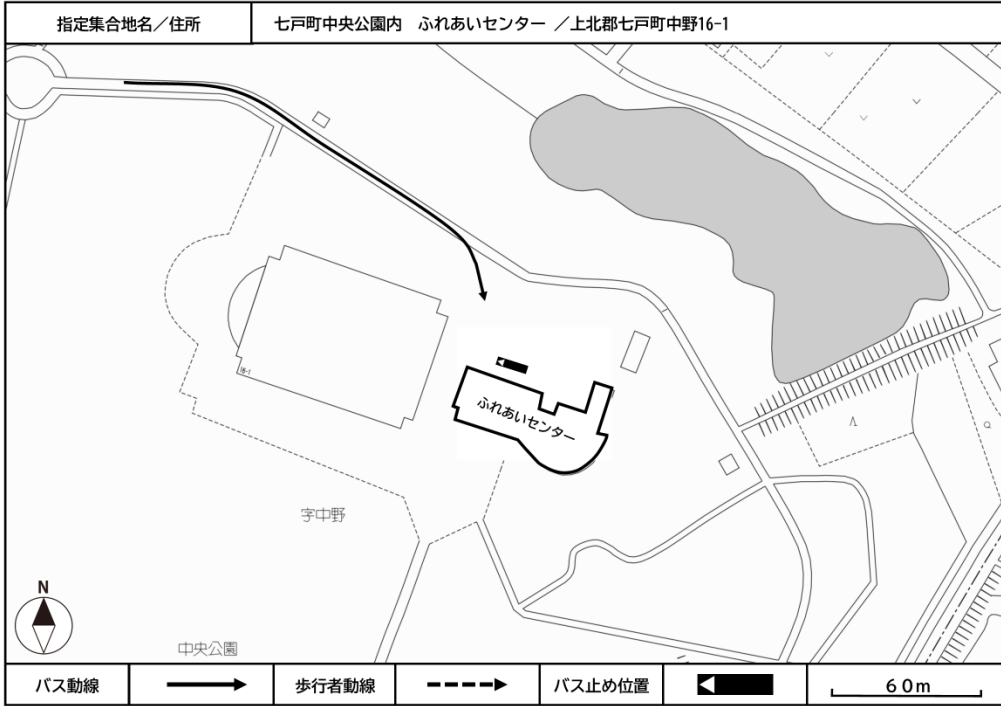 指定集合地名/住所
七戸町中央公園内 ふれあいセンター /上北郡七戸町中野16-1
16-1
ふれあいセンター
字中野
N
中央公園
バス動線
歩行者動線
バス止め位置
60m